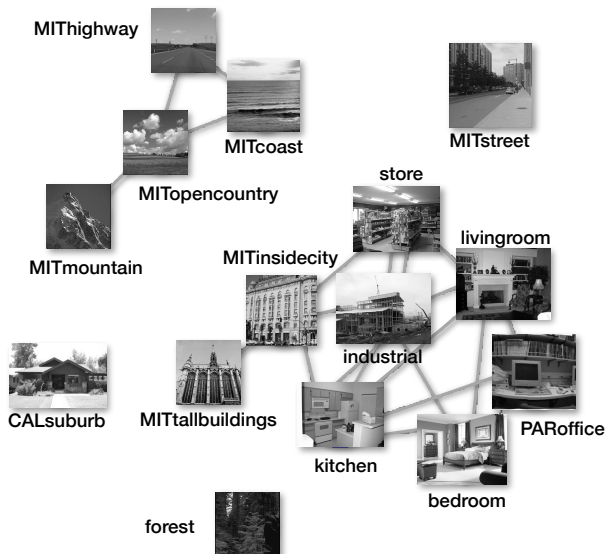 MIThighway
MITcoast
MITstreet
MITopencountry
store
livingroom
MITinsidecity
MITmountain
industrial
CALsuburb
MITtallbuildings
PARoffice
kitchen
bedroom
forest